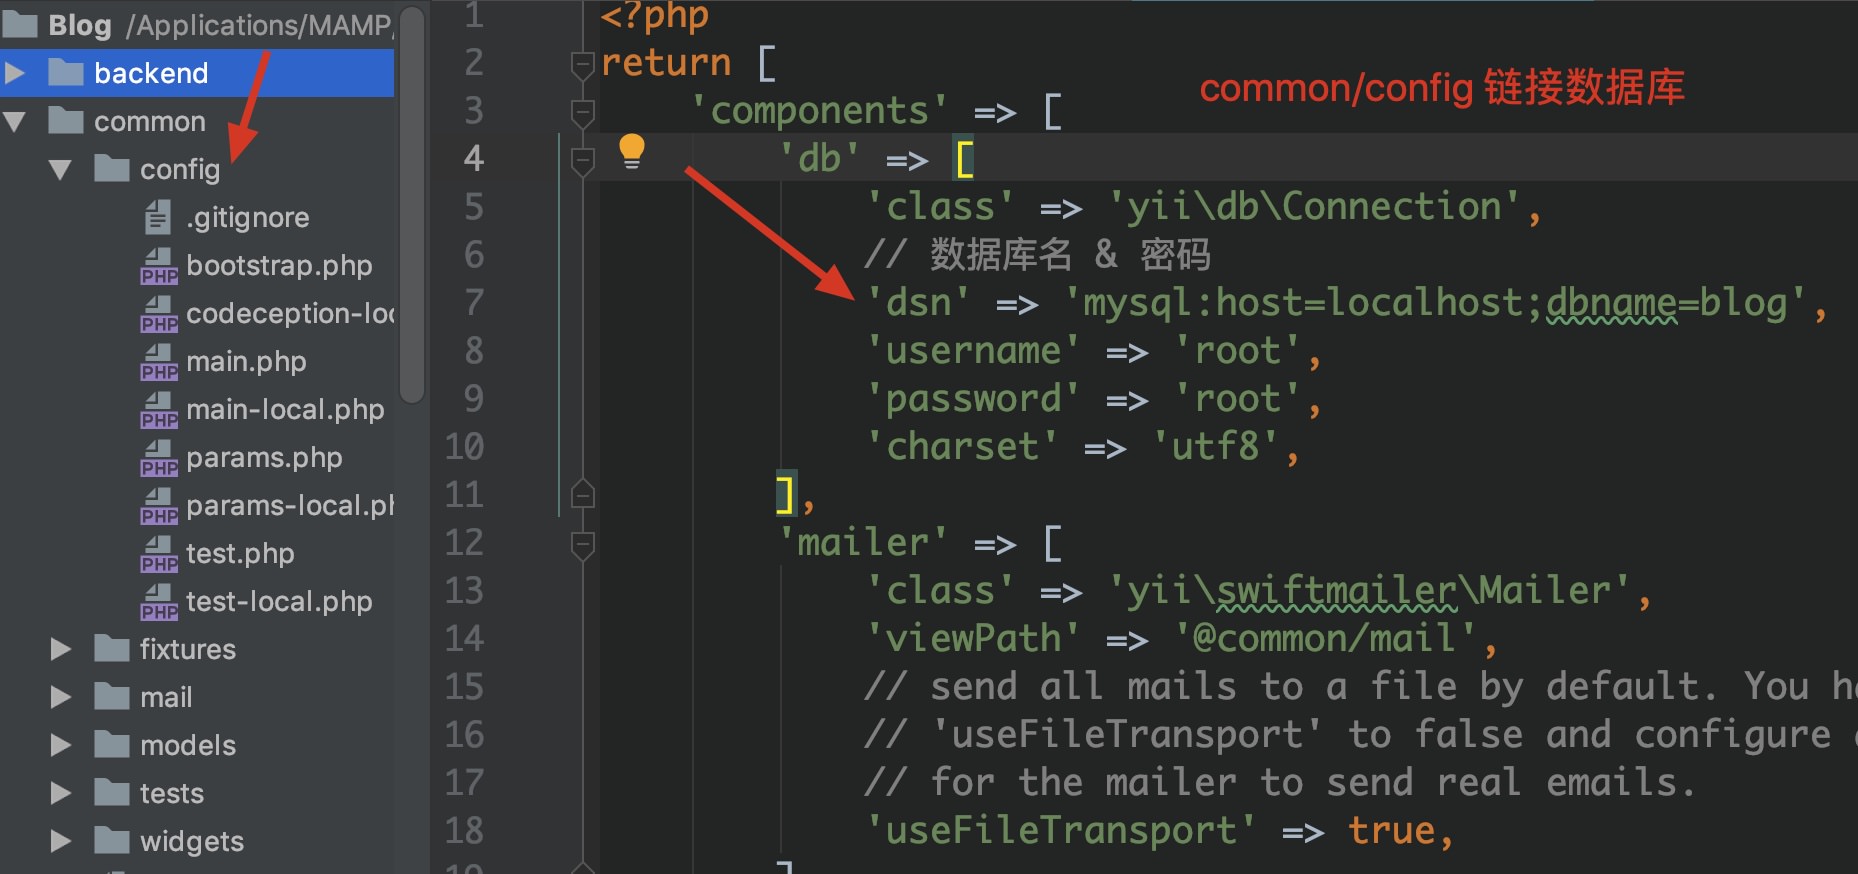 Blog /Applications/MAMP
backend
common
config
.gitignore
bootstrap.php
codeception-loc
main.php
main-local.php
params.php
params-local.ph
test.php
test-local.php
fixtures
mail
models
tests
widgets
common/config 链接数据库
1 <?php
2 return [
3 'components' => [
4 'db' => [
5 'class' => 'yii\db\Connection',
6 // 数据库名 & 密码
7 'dsn' => 'mysql:host=localhost;dbname=blog',
8 'username' => 'root',
9 'password' => 'root',
10 'charset' => 'utf8',
11 ],
12 'mailer' => [
13 'class' => 'yii\swiftmailer\Mailer',
14 'viewPath' => '@common/mail',
15 // send all mails to a file by default. You ha
16 // 'useFileTransport' to false and configure
17 // for the mailer to send real emails.
18 'useFileTransport' => true,
19 ]